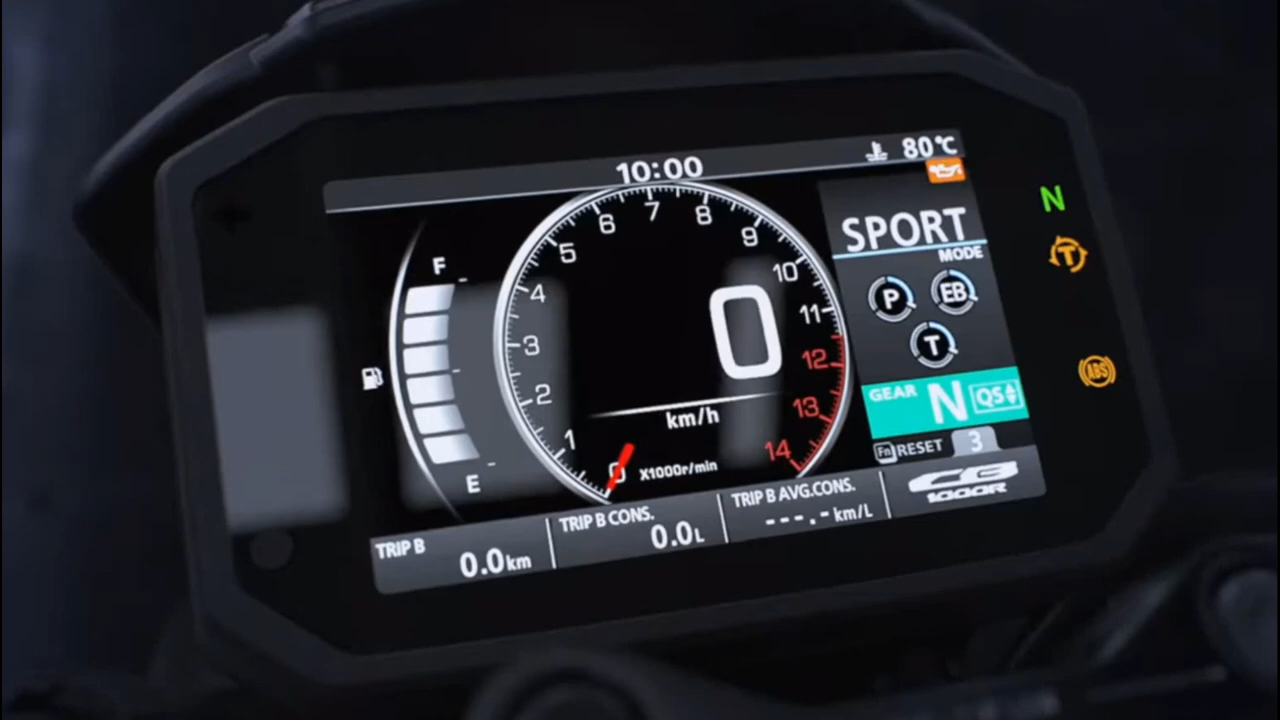 10:00
80°C
F
E
0 1 2 3 4 5 6 7 8 9 10 11 12 13 14
0
km/h
X1000r/min
SPORT
MODE
P EB
T
GEAR N QS
Fn RESET 3
TRIP B
0.0km
TRIP B CONS.
0.0L
TRIP B AVG.CONS.
---.-km/L
CB
1000R
N
T
ABS